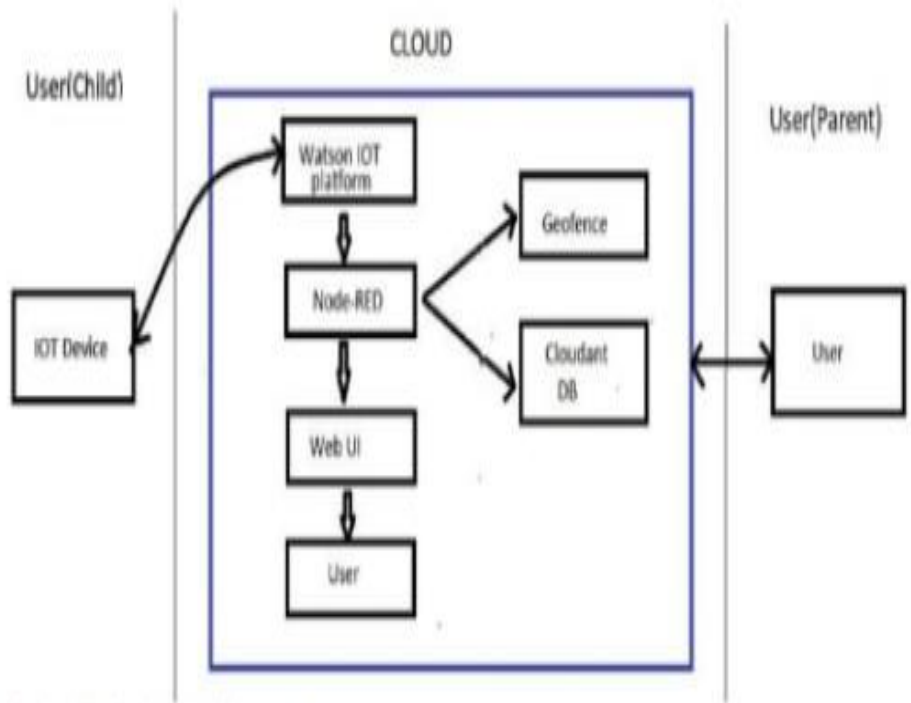 CLOUD
User(Child)
User(Parent)
Watson IOT
platform
Geofence
Node-RED
IOT Device
Cloudant
DB
User
Web UI
User